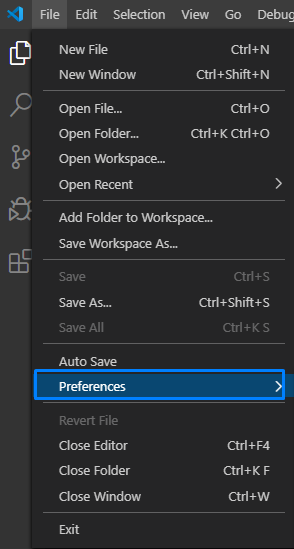 File Edit Selection View Go Debug
New File Ctrl+N
New Window Ctrl+Shift+N
Open File... Ctrl+O
Open Folder... Ctrl+K Ctrl+O
Open Workspace...
Open Recent
Add Folder to Workspace...
Save Workspace As...
Save Ctrl+S
Save As... Ctrl+Shift+S
Save All Ctrl+K S
Auto Save
Preferences
Revert File
Close Editor Ctrl+F4
Close Folder Ctrl+K F
Close Window Ctrl+W
Exit